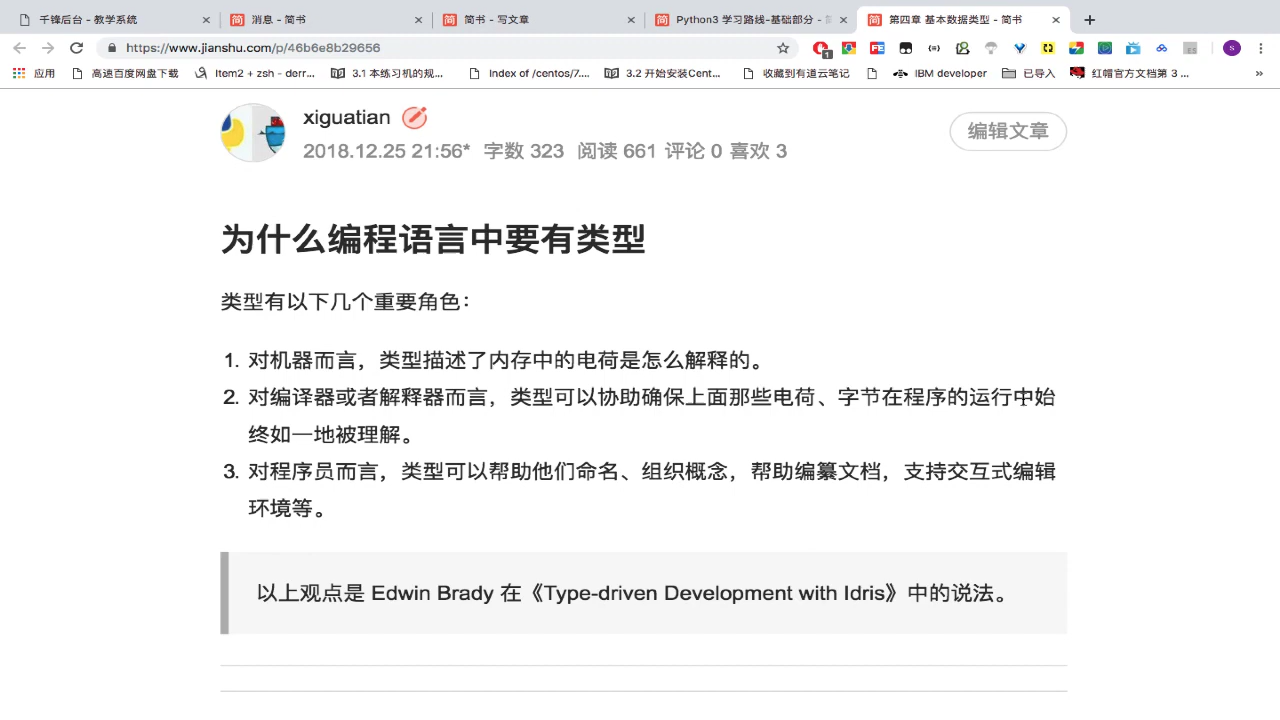 千锋后台 - 教学系统
消息 - 简书
简书 - 写文章
Python3 学习路线-基础部分 -
第四章 基本数据类型 - 简书
https://www.jianshu.com/p/46b6e8b29656
应用
高速百度网盘下载
Item2 + zsh - derr...
3.1 本练习机的规...
Index of /centos/7....
3.2 开始安装Cent...
收藏到有道云笔记
IBM developer
已导入
红帽官方文档第 3 ...
xiguatian
编辑文章
2018.12.25 21:56* 字数 323 阅读 661 评论 0 喜欢 3
为什么编程语言中要有类型
类型有以下几个重要角色：
1. 对机器而言，类型描述了内存中的电荷是怎么解释的。
2. 对编译器或者解释器而言，类型可以协助确保上面那些电荷、字节在程序的运行中始
终如一地被理解。
3. 对程序员而言，类型可以帮助他们命名、组织概念，帮助编纂文档，支持交互式编辑
环境等。
以上观点是 Edwin Brady 在《Type-driven Development with Idris》中的说法。